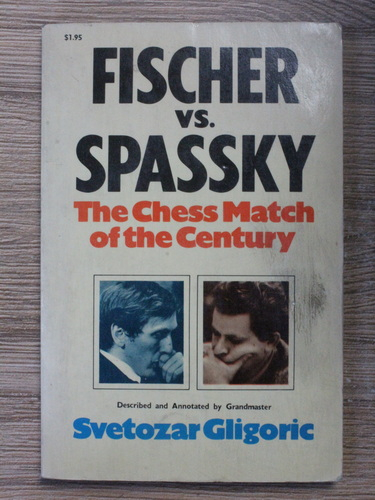 $1.95
FISCHER
vs.
SPASSKY
The Chess Match
of the Century
Described and Annotated by Grandmaster
Svetozar Gligoric